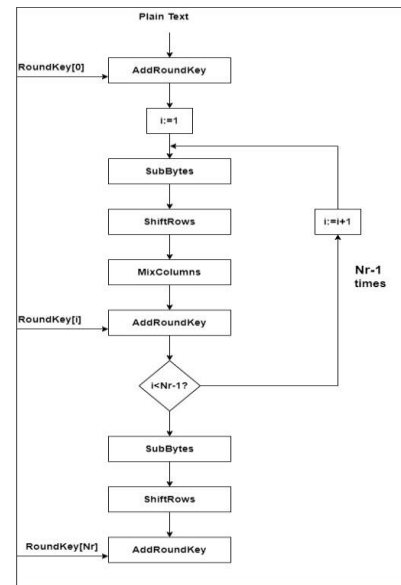 Plain Text
RoundKey[0]
AddRoundKey
i:=1
SubBytes
ShiftRows
i:=i+1
MixColumns
Nr-1
times
RoundKey[i]
AddRoundKey
i<Nr-1?
SubBytes
ShiftRows
RoundKey[Nr]
AddRoundKey